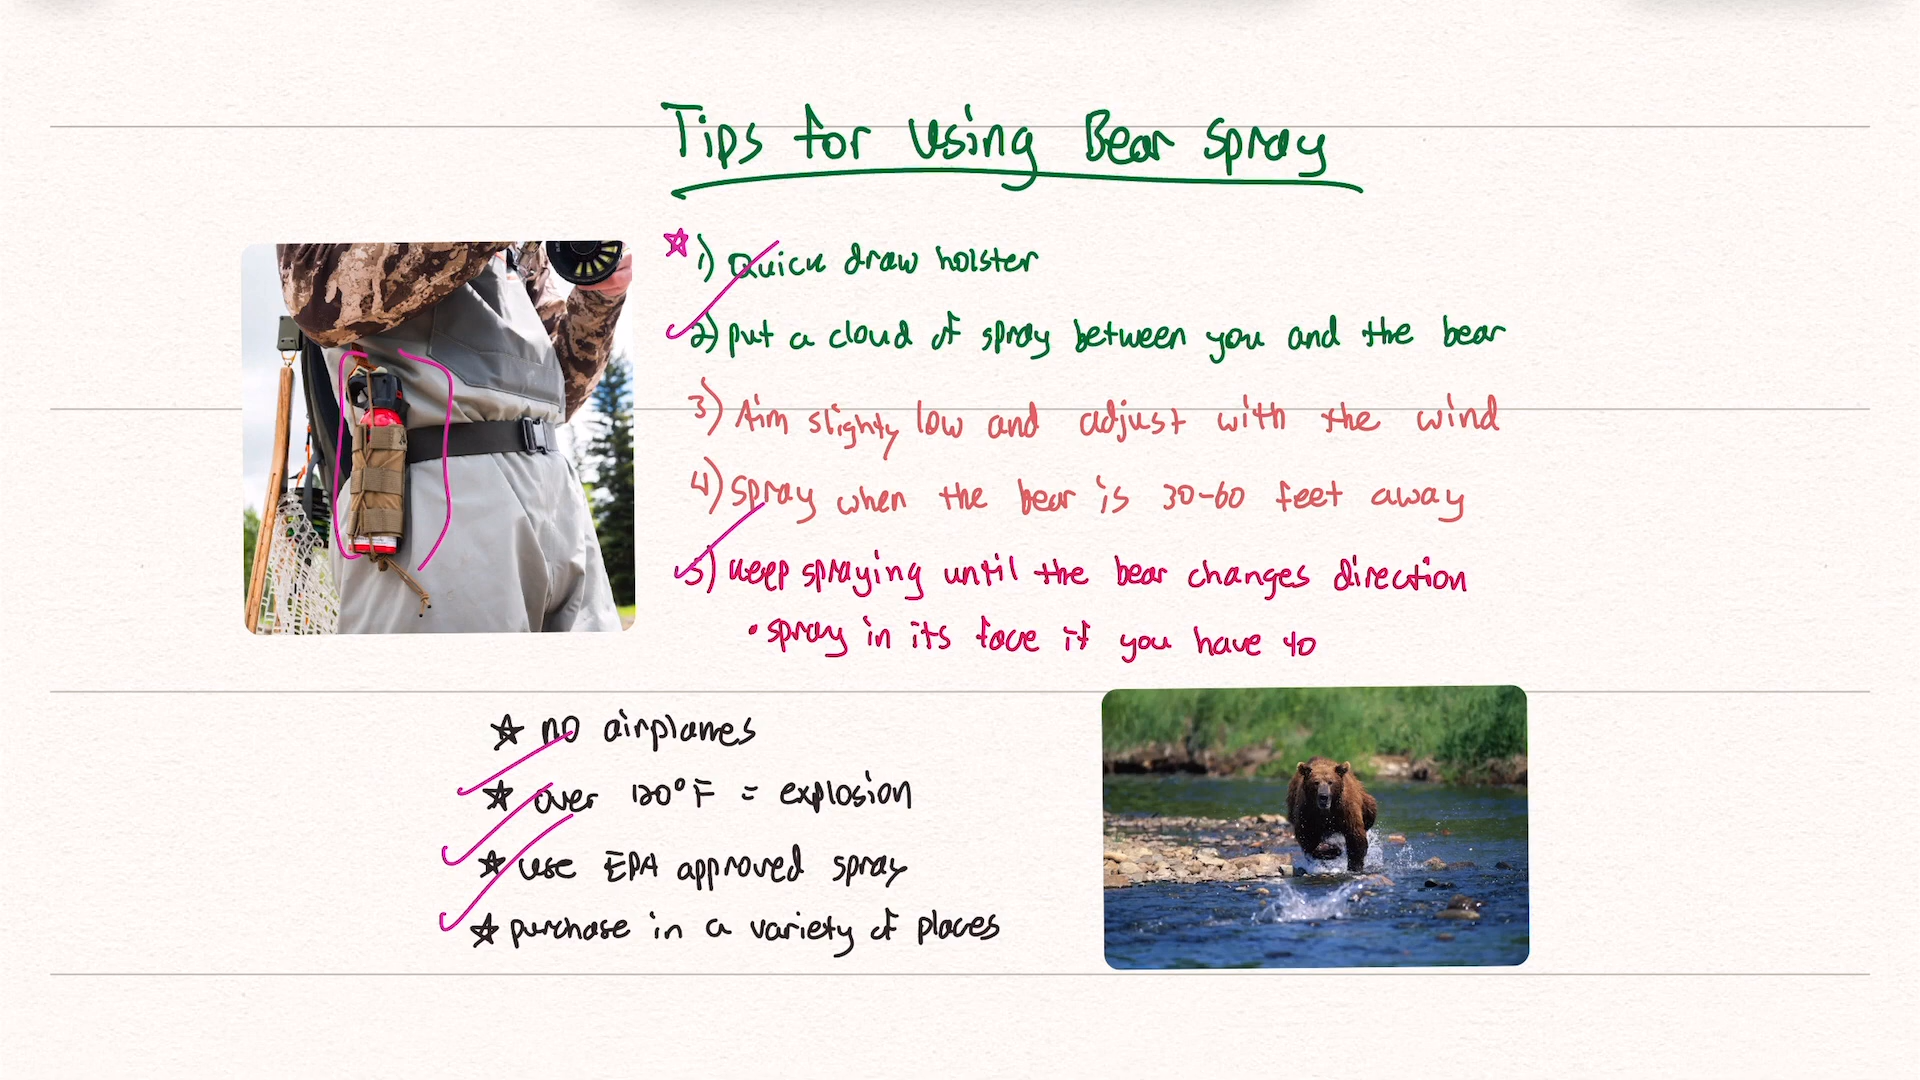 Tips for using Bear spray
1) Quick draw holster
2) put a cloud of spray between you and the bear
3) Aim slighty low and adjust with the wind
4) spray when the bear is 30-60 feet away
5) keep spraying until the bear changes direction
• spray in its face if you have to
☆ no airplanes
☆ over 120°F = explosion
☆ use EPA approved spray
☆ purchase in a variety of places